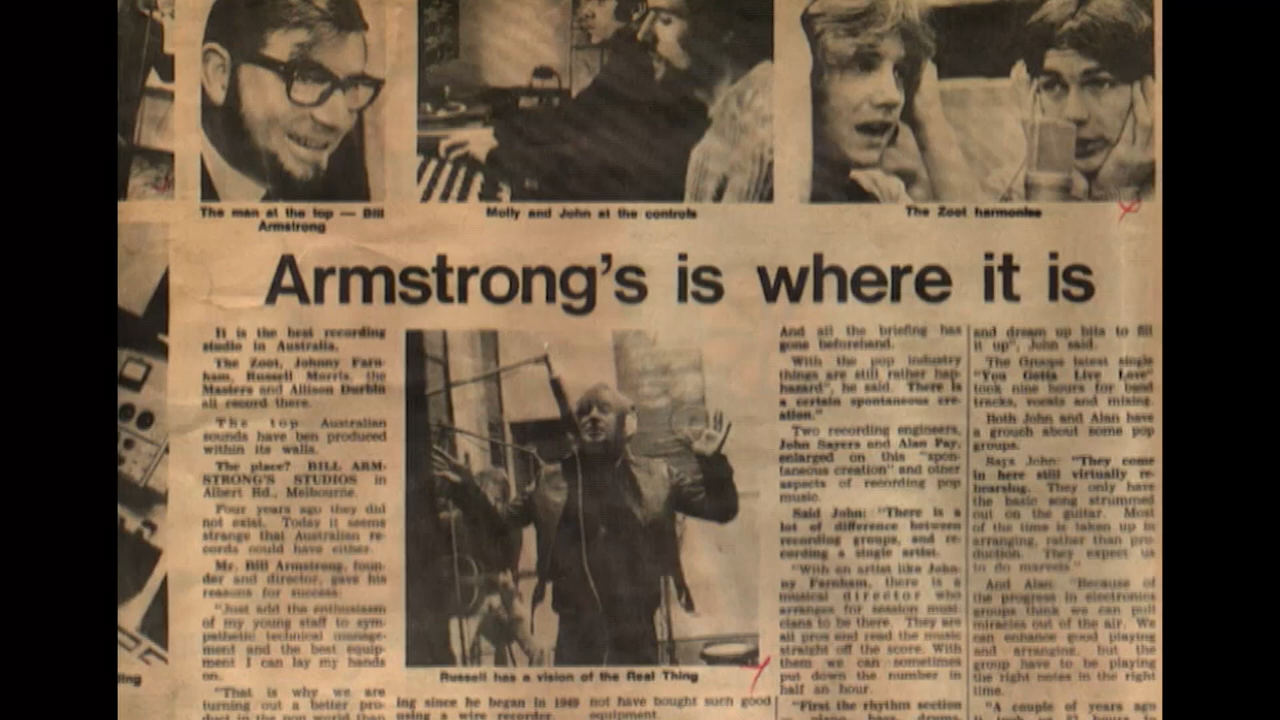 The man at the top — Bill
Armstrong
Molly and John at the controls
The Zoot harmonise
Armstrong's is where it is
It is the best recording
studio in Australia.
The Zoot, Johnny Farn-
ham, Russell Morris, the
Masters and Allison Durbin
all record there.
The top Australian
sounds have ben produced
within its walls.
The place? BILL ARM-
STRONG'S STUDIOS in
Albert Rd., Melbourne.
Four years ago they did
not exist. Today it seems
strange that Australian re-
cords could have either.
Mr. Bill Armstrong, foun-
der and director, gave his
reasons for success:
"Just add the enthusiasm
of my young staff to sym-
pathetic technical manage-
ment and the best equip-
ment I can lay my hands
on.
"That is why we are
turning out a better pro-
duct in the pop world than
Russell has a vision of the Real Thing
ing since he began in 1949
using a wire recorder.
not have bought such good
equipment.
And all the briefing has
gone beforehand.
With the pop industry
things are still rather hap-
hazard", he said. There is
a certain spontaneous cre-
ation."
Two recording engineers,
John Sayers and Alan Pay,
enlarged on this "spon-
taneous creation" and other
aspects of recording pop
music.
Said John: "There is a
lot of difference between
recording groups, and re-
cording a single artist.
"With an artist like John-
ny Farnham, there is a
musical director who
arranges for session musi-
cians to be there. They are
all pros and read the music
straight off the score. With
them we can sometimes
put down the number in
half an hour.
"First the rhythm section
and dream up bits to fill
it up", John said.
The Groups latest single
"You Gotta Live Love"
took nine hours for band
tracks, vocals and mixing.
Both John and Alan have
a grouch about some pop
groups.
Says John: "They come
in here still virtually re-
hearsing. They only have
the basic song strummed
out on the guitar. Most
of the time is taken up in
arranging, rather than pro-
duction. They expect us
to do marvels."
And Alan: "Because of
the progress in electronics
groups think we can pull
miracles out of the air. We
can enhance good playing
and arranging, but the
group have to be playing
the right notes in the right
time.
"A couple of years ago